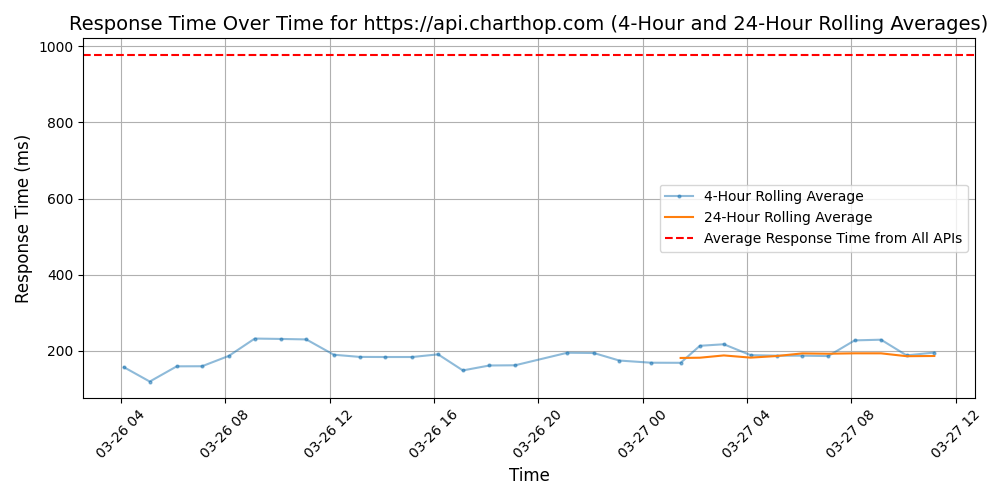 Response Time Over Time for https://api.charthop.com (4-Hour and 24-Hour Rolling Averages)
Response Time (ms)
1000
800
600
400
200
4-Hour Rolling Average
24-Hour Rolling Average
Average Response Time from All APIs
03-26 04
03-26 08
03-26 12
03-26 16
03-26 20
03-27 00
03-27 04
03-27 08
03-27 12
Time